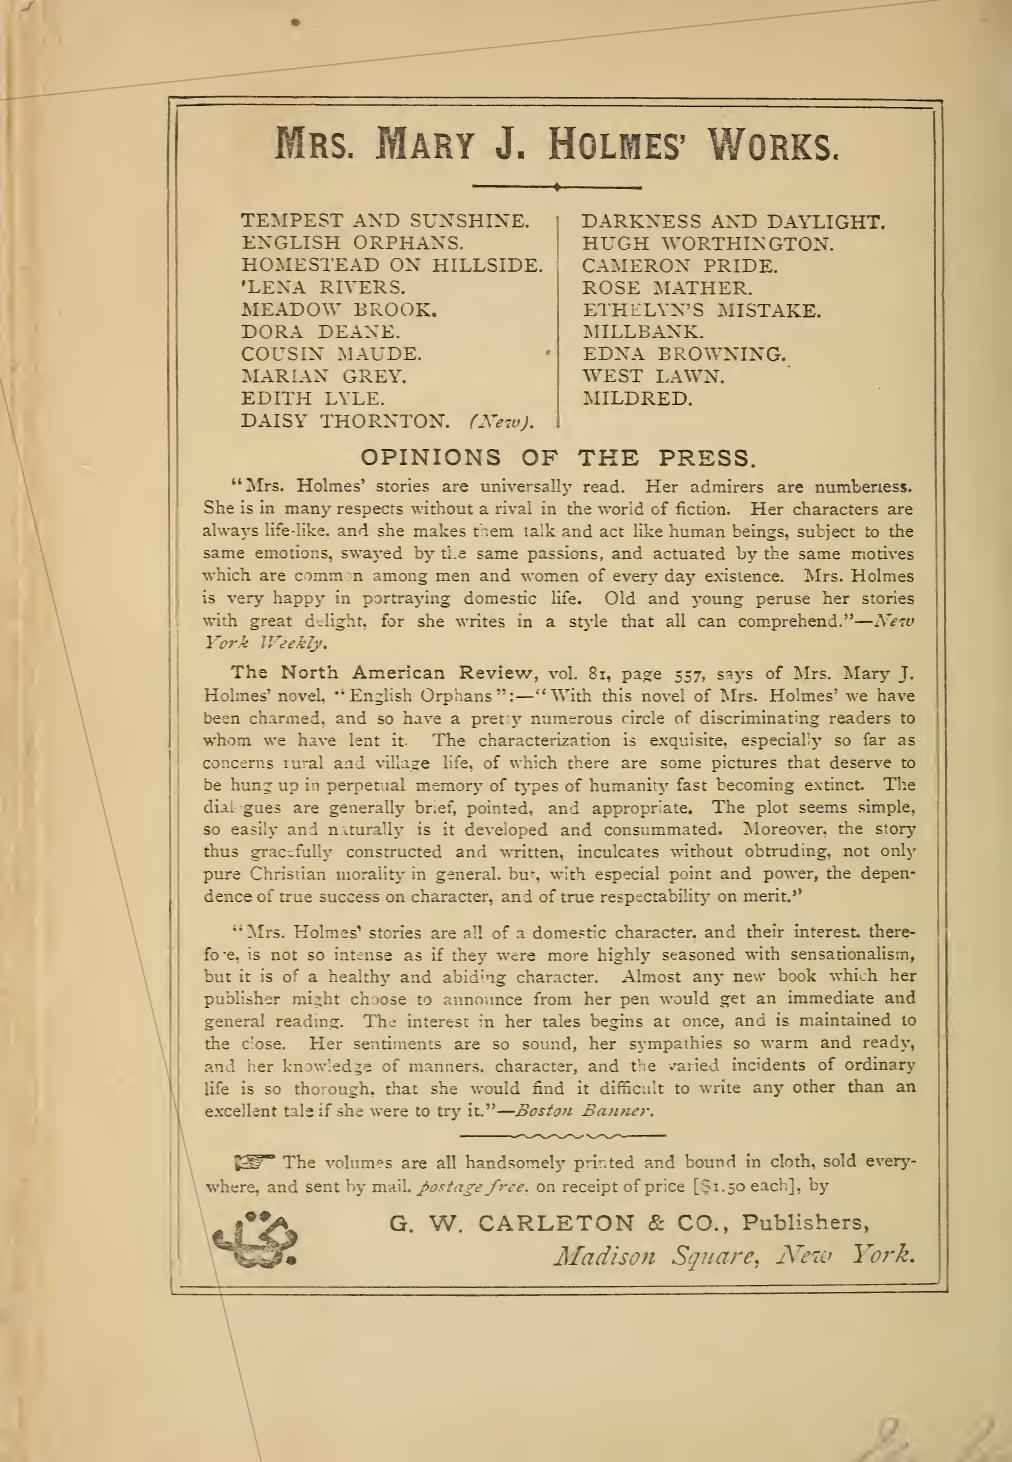 MRS. MARY J. HOLMES' WORKS.
TEMPEST AND SUNSHINE.
ENGLISH ORPHANS.
HOMESTEAD ON HILLSIDE.
'LENA RIVERS.
MEADOW BROOK.
DORA DEANE.
COUSIN MAUDE.
MARIAN GREY.
EDITH LYLE.
DAISY THORNTON. (New).
DARKNESS AND DAYLIGHT.
HUGH WORTHINGTON.
CAMERON PRIDE.
ROSE MATHER.
ETHELYN'S MISTAKE.
MILLBANK.
EDNA BROWNING.
WEST LAWN.
MILDRED.
OPINIONS OF THE PRESS.
“Mrs. Holmes' stories are universally read. Her admirers are numberless.
She is in many respects without a rival in the world of fiction. Her characters are
always life-like, and she makes them talk and act like human beings, subject to the
same emotions, swayed by the same passions, and actuated by the same motives
which are common among men and women of every day existence. Mrs. Holmes
is very happy in portraying domestic life. Old and young peruse her stories
with great delight, for she writes in a style that all can comprehend.”—New
York Weekly.
The North American Review, vol. 81, page 557, says of Mrs. Mary J.
Holmes' novel, “English Orphans”:—“With this novel of Mrs. Holmes' we have
been charmed, and so have a pretty numerous circle of discriminating readers to
whom we have lent it. The characterization is exquisite, especially so far as
concerns rural and village life, of which there are some pictures that deserve to
be hung up in perpetual memory of types of humanity fast becoming extinct. The
dialogues are generally brief, pointed, and appropriate. The plot seems simple,
so easily and naturally is it developed and consummated. Moreover, the story
thus gracefully constructed and written, inculcates without obtruding, not only
pure Christian morality in general, but, with especial point and power, the depen-
dence of true success on character, and of true respectability on merit.”
“Mrs. Holmes' stories are all of a domestic character, and their interest, there-
fore, is not so intense as if they were more highly seasoned with sensationalism,
but it is of a healthy and abiding character. Almost any new book which her
publisher might choose to announce from her pen would get an immediate and
general reading. The interest in her tales begins at once, and is maintained to
the close. Her sentiments are so sound, her sympathies so warm and ready,
and her knowledge of manners, character, and the varied incidents of ordinary
life is so thorough, that she would find it difficult to write any other than an
excellent tale if she were to try it.”—Boston Banner.
☞ The volumes are all handsomely printed and bound in cloth, sold every-
where, and sent by mail, postage free, on receipt of price [$1.50 each], by
G. W. CARLETON & CO., Publishers,
Madison Square, New York.